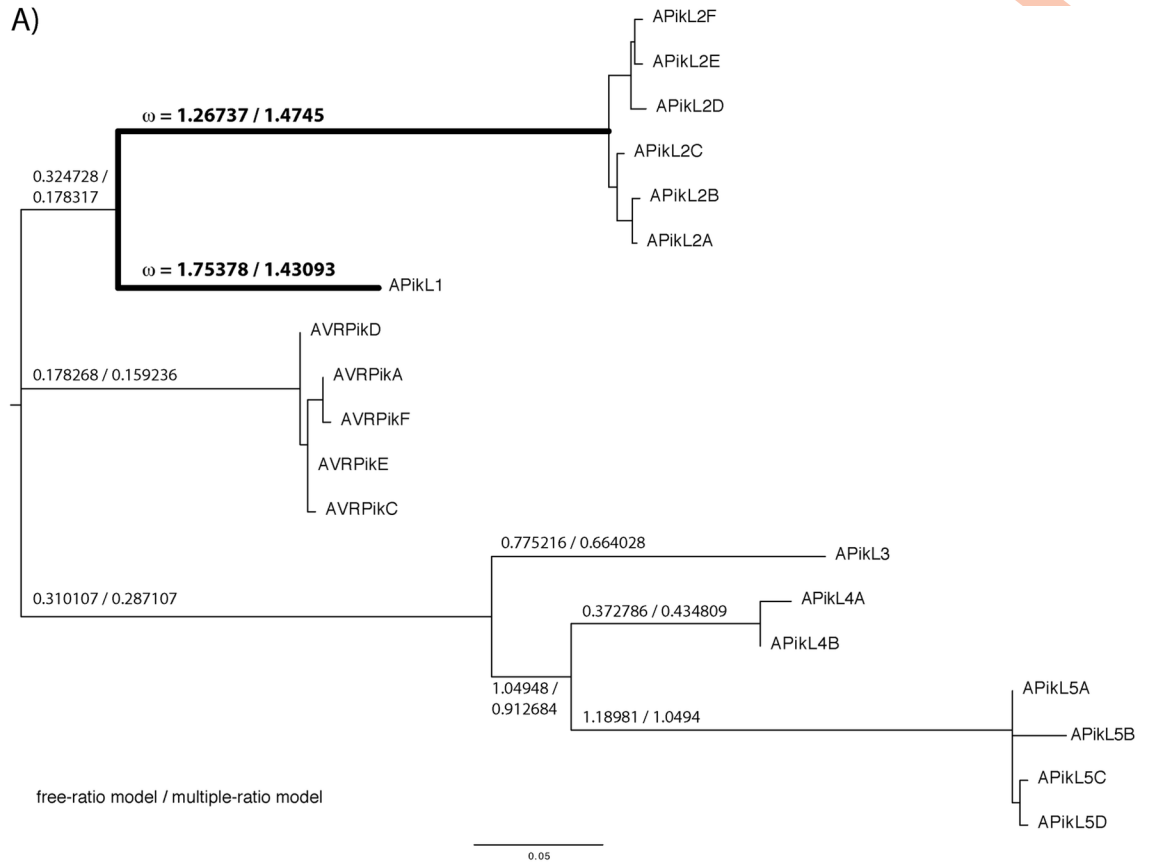 A)
APikL2F
APikL2E
APikL2D
ω = 1.26737 / 1.4745
APikL2C
0.324728 /
0.178317
APikL2B
APikL2A
ω = 1.75378 / 1.43093
APikL1
AVRPikD
0.178268 / 0.159236
AVRPikA
AVRPikF
AVRPikE
AVRPikC
0.775216 / 0.664028
APikL3
0.310107 / 0.287107
0.372786 / 0.434809
APikL4A
APikL4B
1.04948 /
0.912684
APikL5A
1.18981 / 1.0494
APikL5B
APikL5C
APikL5D
free-ratio model / multiple-ratio model
0.05